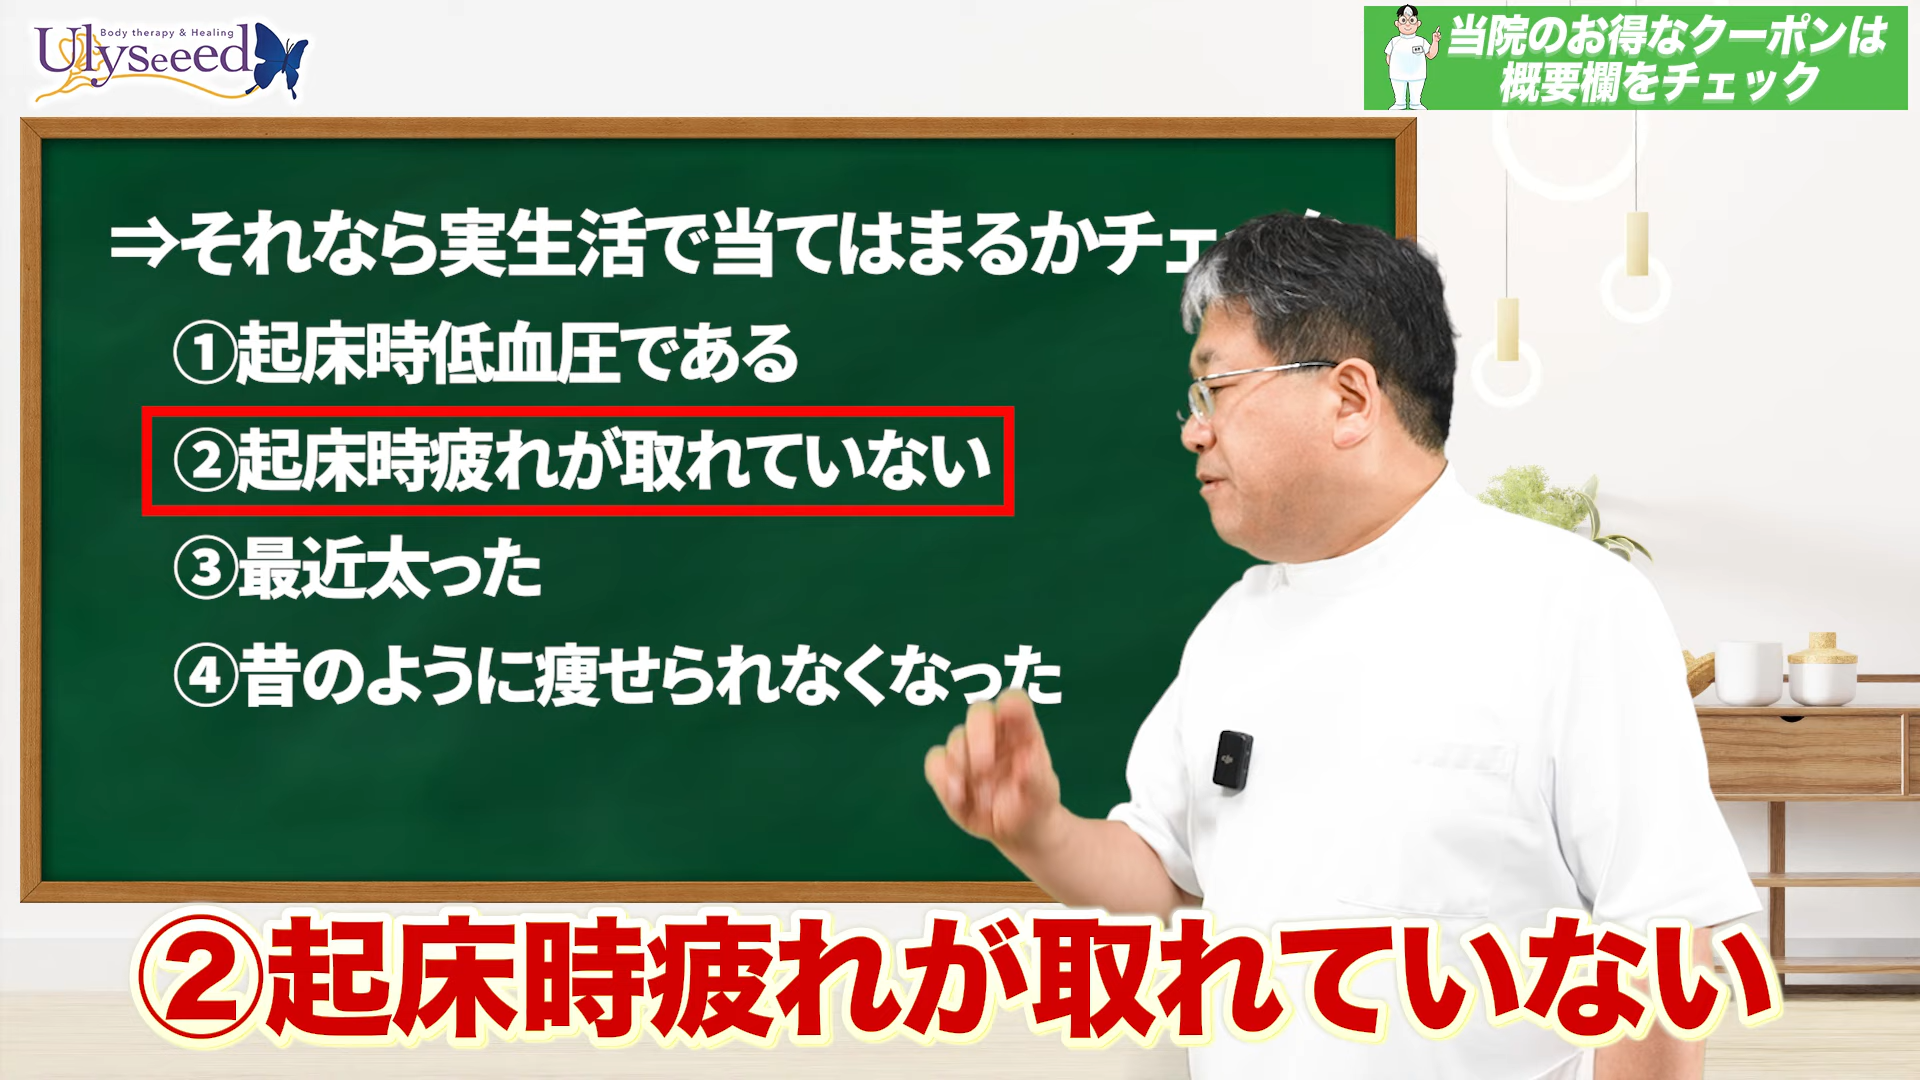 Body therapy & Healing
Ulyseeed
当院のお得なクーポンは
概要欄をチェック
⇒それなら実生活で当てはまるかチェ
①起床時低血圧である
②起床時疲れが取れていない
③最近太った
④昔のように痩せられなくなった
②起床時疲れが取れていない